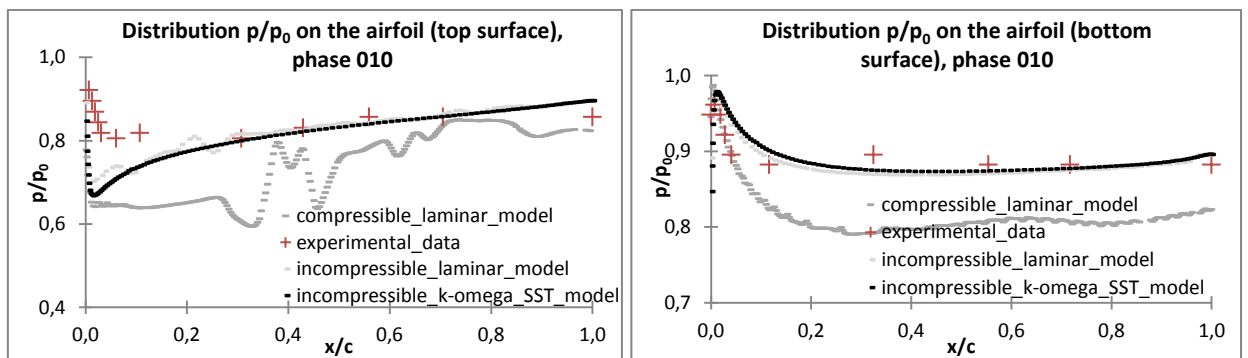 Distribution p/p0 on the airfoil (top surface),
phase 010
1,0
0,8
0,6
0,4
p/p0
0,0
0,2
0,4
0,6
0,8
1,0
x/c
compressible_laminar_model
experimental_data
incompressible_laminar_model
incompressible_k-omega_SST_model
Distribution p/p0 on the airfoil (bottom
surface), phase 010
1,0
0,9
0,8
0,7
p/p0
0,0
0,2
0,4
0,6
0,8
1,0
x/c
compressible_laminar_model
experimental_data
incompressible_laminar_model
incompressible_k-omega_SST_model